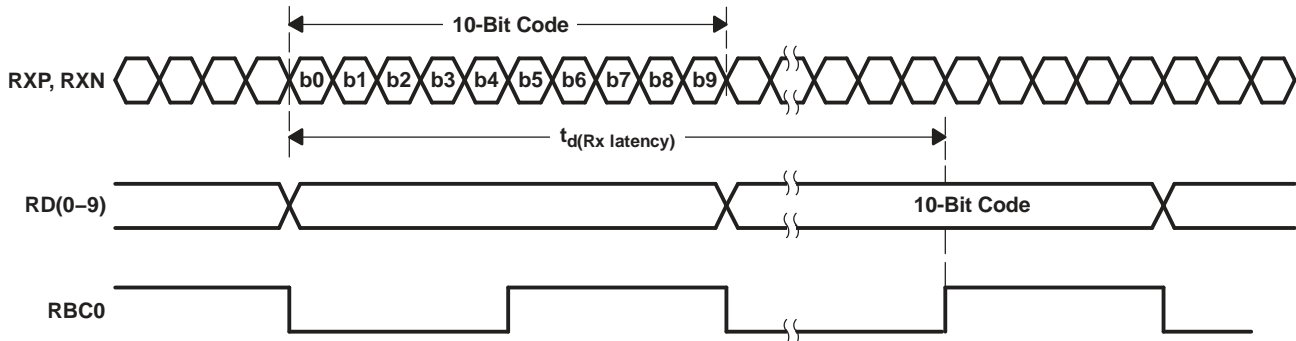 10-Bit Code
RXP, RXN b0 b1 b2 b3 b4 b5 b6 b7 b8 b9
td(Rx latency)
RD(0–9) 10-Bit Code
RBC0